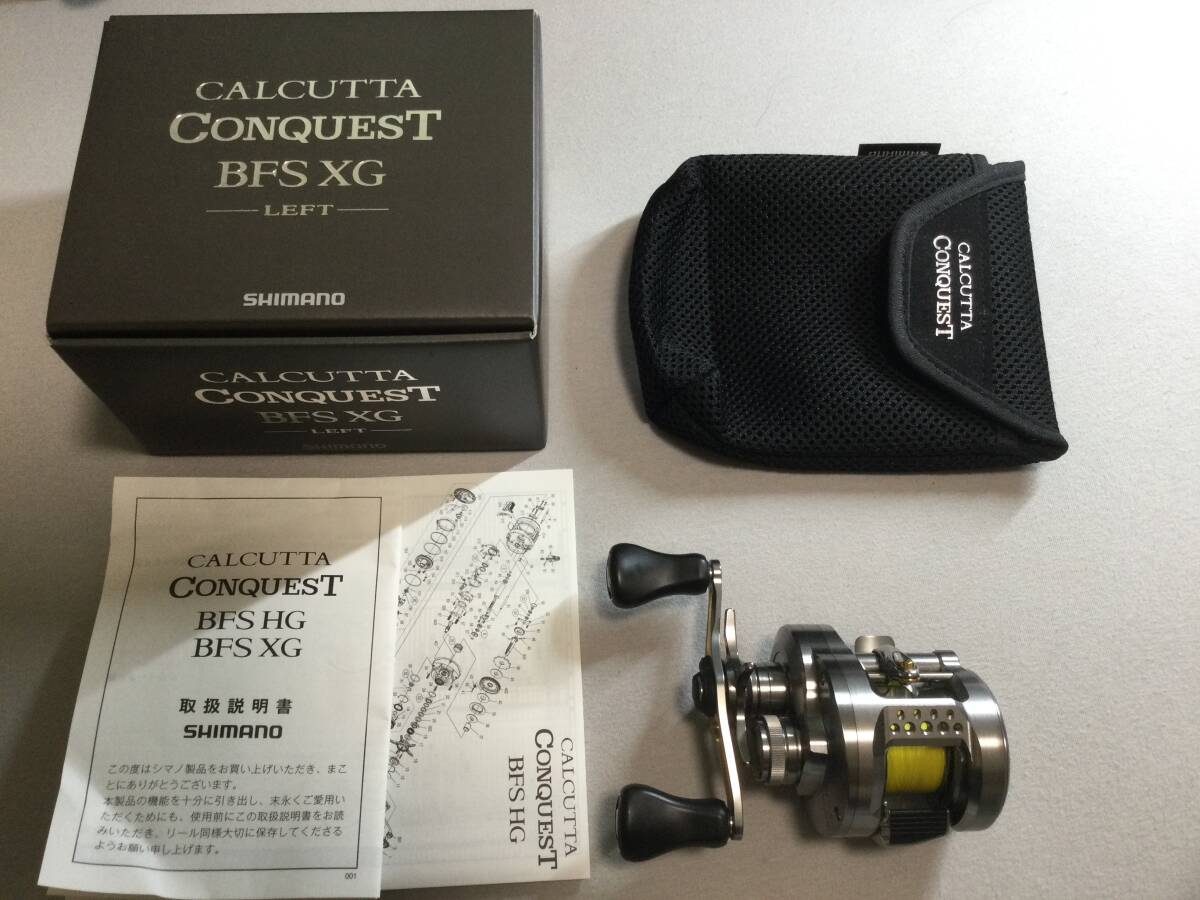 CALCUTTA
CONQUEST
BFS XG
LEFT
SHIMANO
CALCUTTA
CONQUEST
BFS XG
LEFT
SHIMANO
CALCUTTA
CONQUEST
CALCUTTA
CONQUEST
BFS HG
BFS XG
取扱説明書
SHIMANO
この度はシマノ製品をお買い上げいただき、まこ
とにありがとうございます。
本製品の機能を十分に引き出し、末永くご愛用い
ただくためにも、使用前にこの取扱説明書をお読
みいただき、リール同様大切に保存してくださる
ようお願い申し上げます。
001
CALCUTTA
CONQUEST
BFS HG